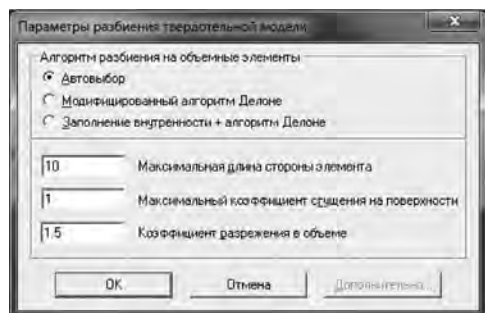 Параметры разбиения твердотельной модели
Алгоритм разбиения на объемные элементы
Автовыбор
Модифицированный алгоритм Делоне
Заполнение внутренности + алгоритм Делоне
10 Максимальная длина стороны элемента
1 Максимальный коэффициент сгущения на поверхности
1.5 Коэффициент разрежения в объеме
OK Отмена Дополнительно...